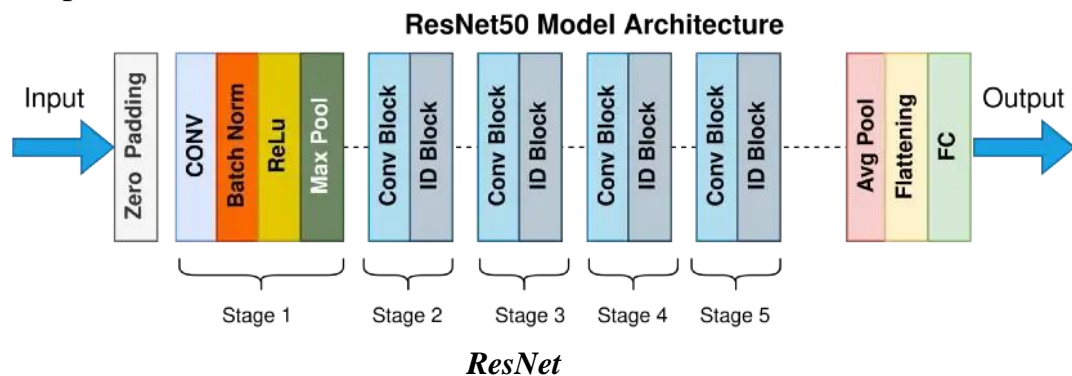 ResNet50 Model Architecture
Input
Zero Padding
CONV
Batch Norm
ReLu
Max Pool
Conv Block
ID Block
Conv Block
ID Block
Conv Block
ID Block
Conv Block
ID Block
Avg Pool
Flattening
FC
Output
Stage 1
Stage 2
Stage 3
Stage 4
Stage 5
ResNet